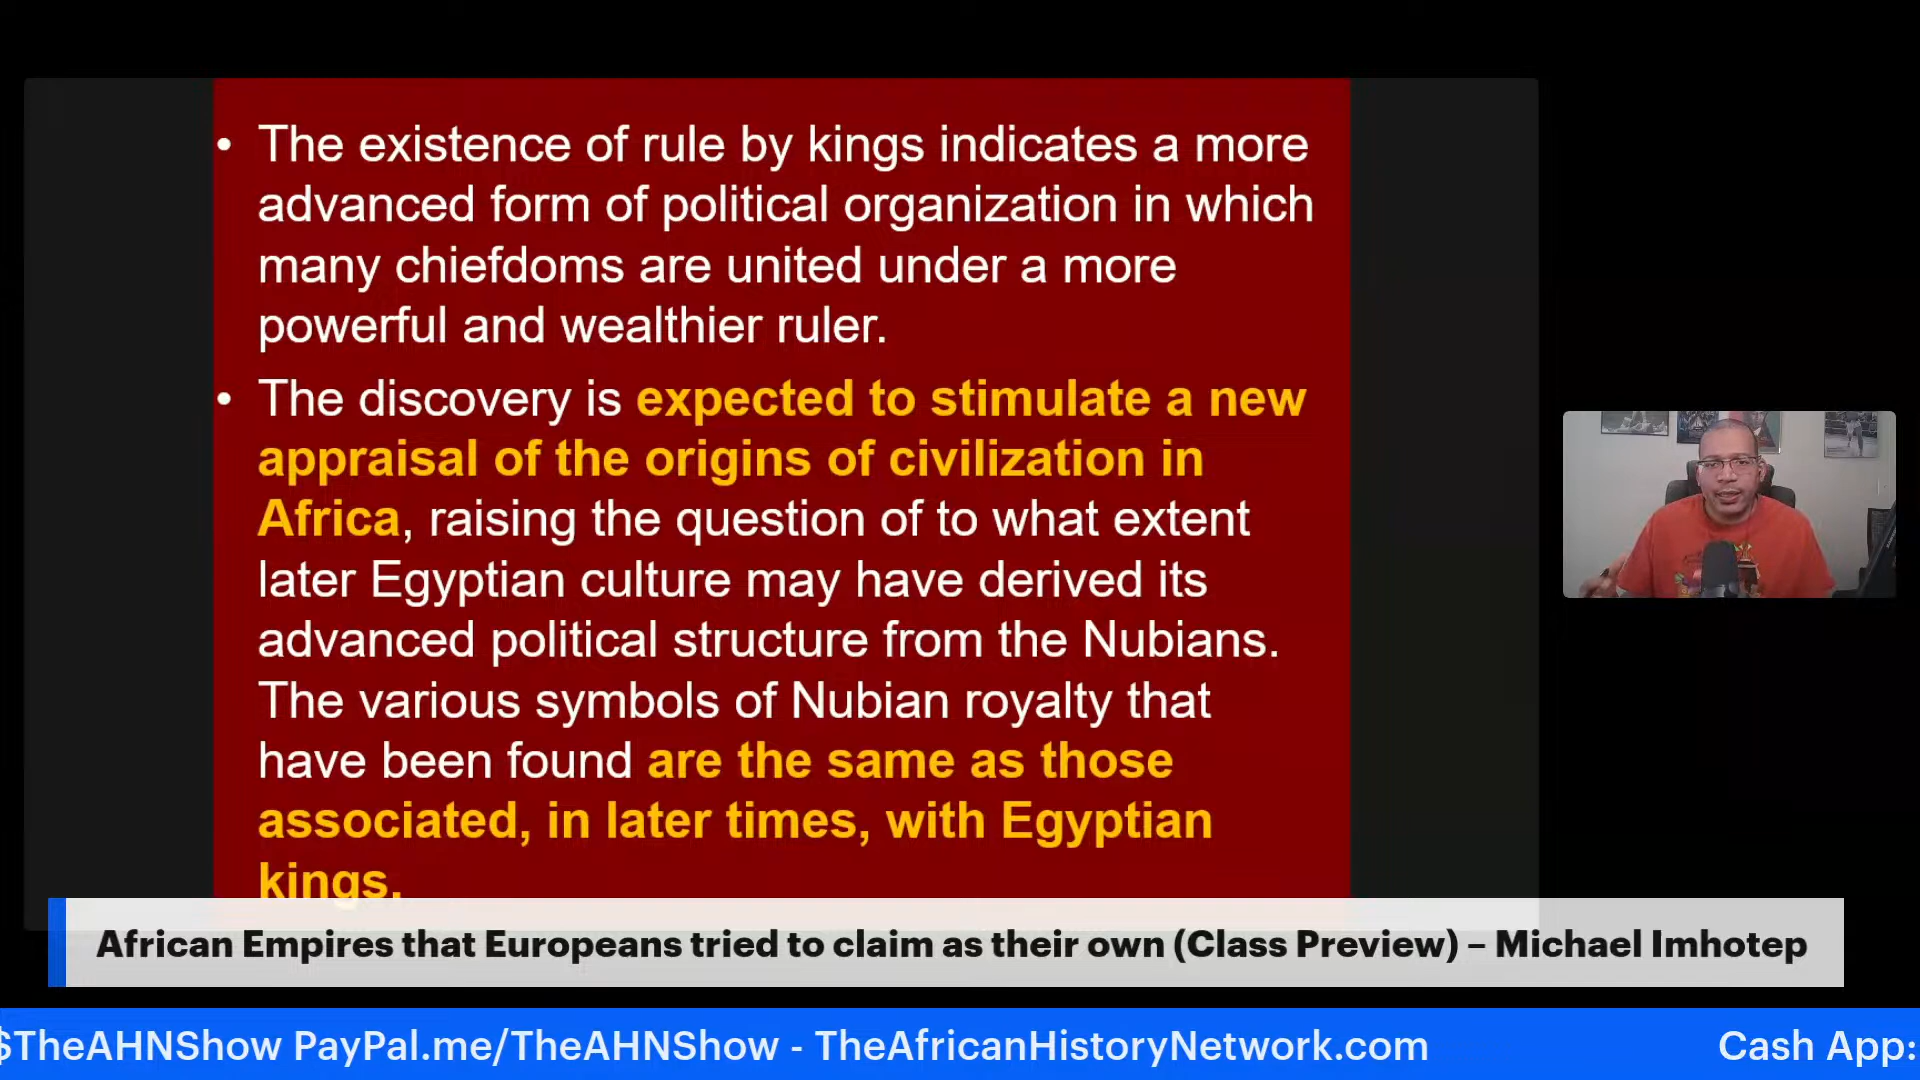 • The existence of rule by kings indicates a more
advanced form of political organization in which
many chiefdoms are united under a more
powerful and wealthier ruler.
• The discovery is expected to stimulate a new
appraisal of the origins of civilization in
Africa, raising the question of to what extent
later Egyptian culture may have derived its
advanced political structure from the Nubians.
The various symbols of Nubian royalty that
have been found are the same as those
associated, in later times, with Egyptian
kings.
African Empires that Europeans tried to claim as their own (Class Preview) – Michael Imhotep
$TheAHNShow PayPal.me/TheAHNShow - TheAfricanHistoryNetwork.com Cash App: